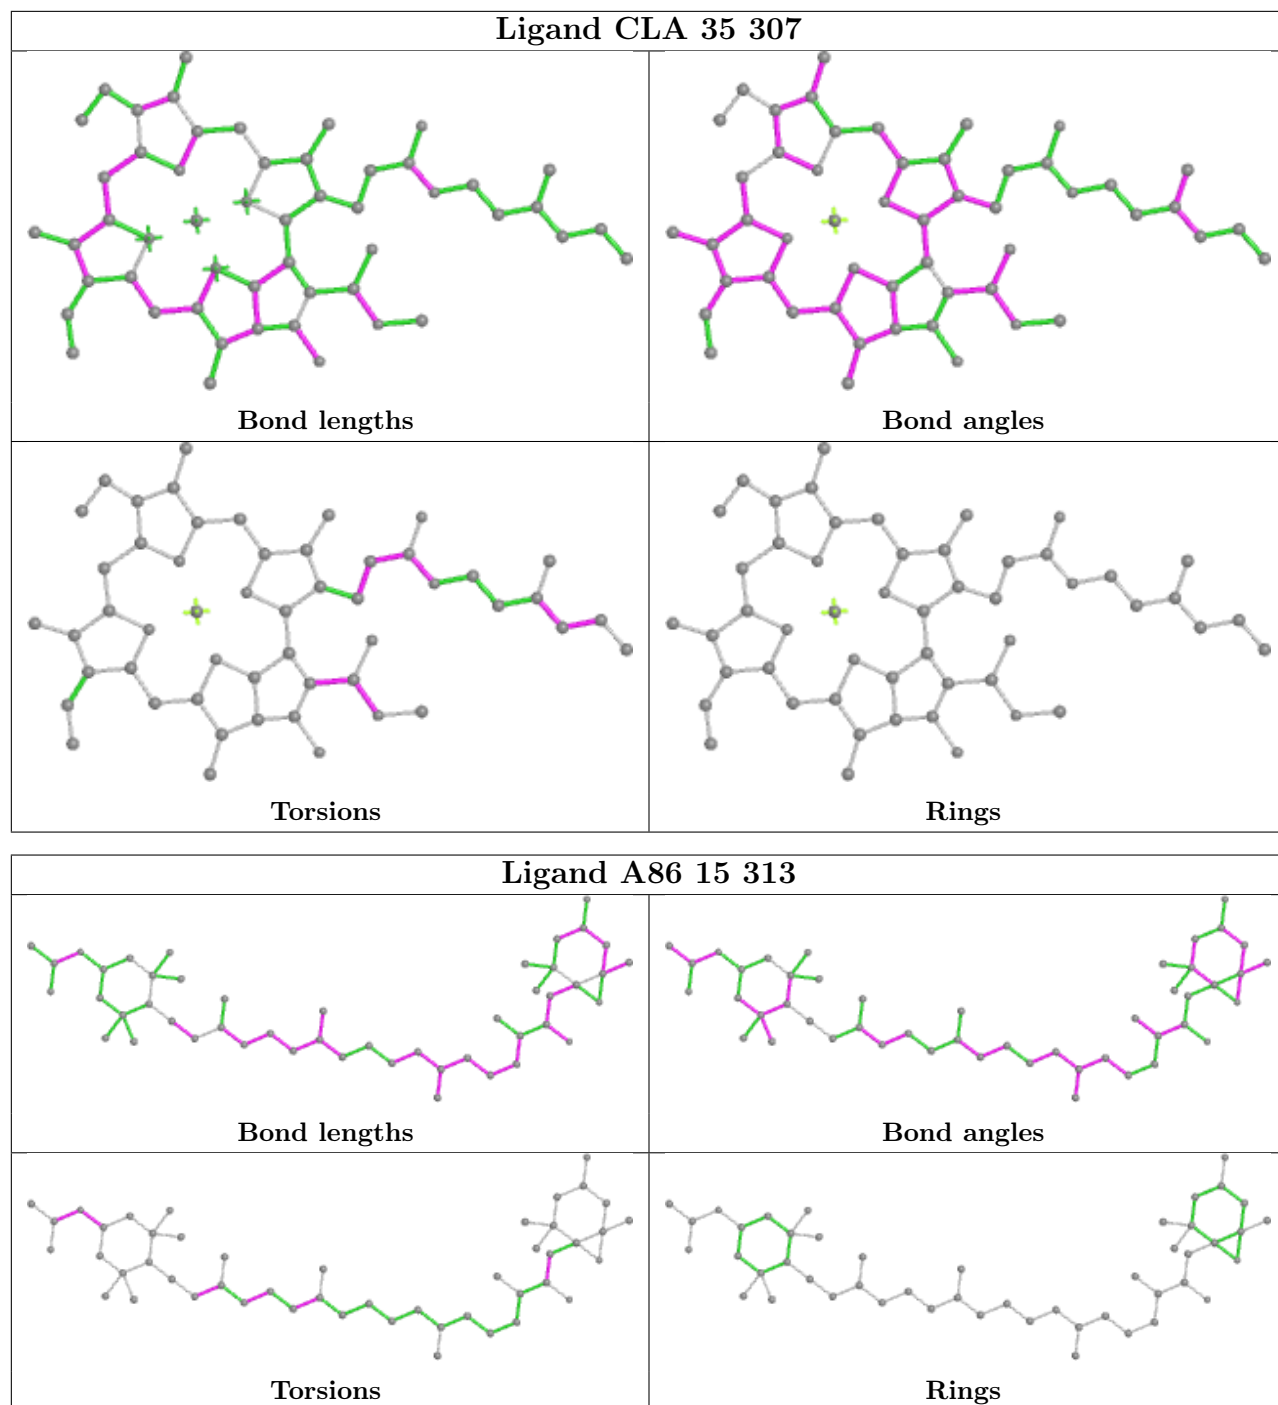 Ligand CLA 35 307
Bond lengths
Bond angles
Torsions
Rings
Ligand A86 15 313
Bond lengths
Bond angles
Torsions
Rings